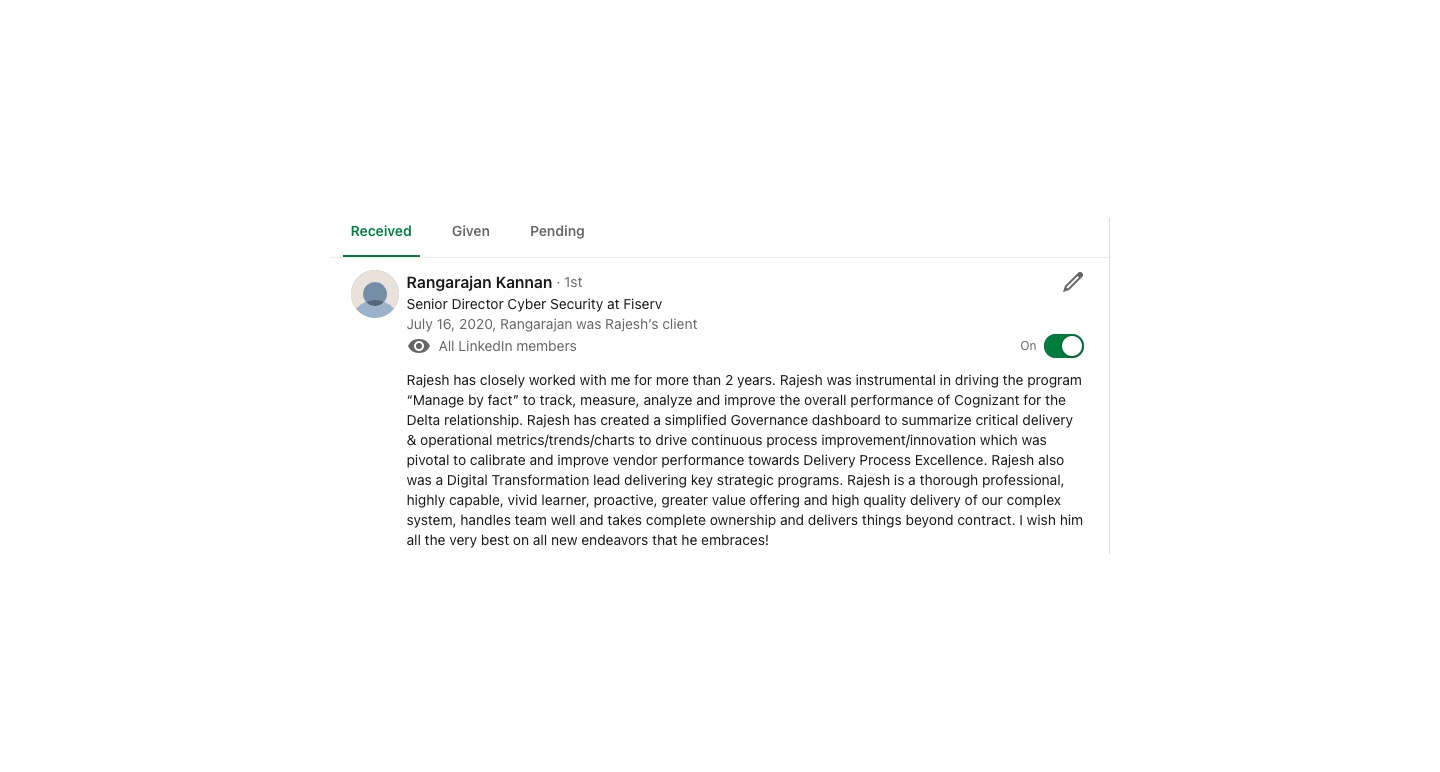 Received Given Pending
Rangarajan Kannan · 1st
Senior Director Cyber Security at Fiserv
July 16, 2020, Rangarajan was Rajesh’s client
All LinkedIn members On
Rajesh has closely worked with me for more than 2 years. Rajesh was instrumental in driving the program
“Manage by fact” to track, measure, analyze and improve the overall performance of Cognizant for the
Delta relationship. Rajesh has created a simplified Governance dashboard to summarize critical delivery
& operational metrics/trends/charts to drive continuous process improvement/innovation which was
pivotal to calibrate and improve vendor performance towards Delivery Process Excellence. Rajesh also
was a Digital Transformation lead delivering key strategic programs. Rajesh is a thorough professional,
highly capable, vivid learner, proactive, greater value offering and high quality delivery of our complex
system, handles team well and takes complete ownership and delivers things beyond contract. I wish him
all the very best on all new endeavors that he embraces!